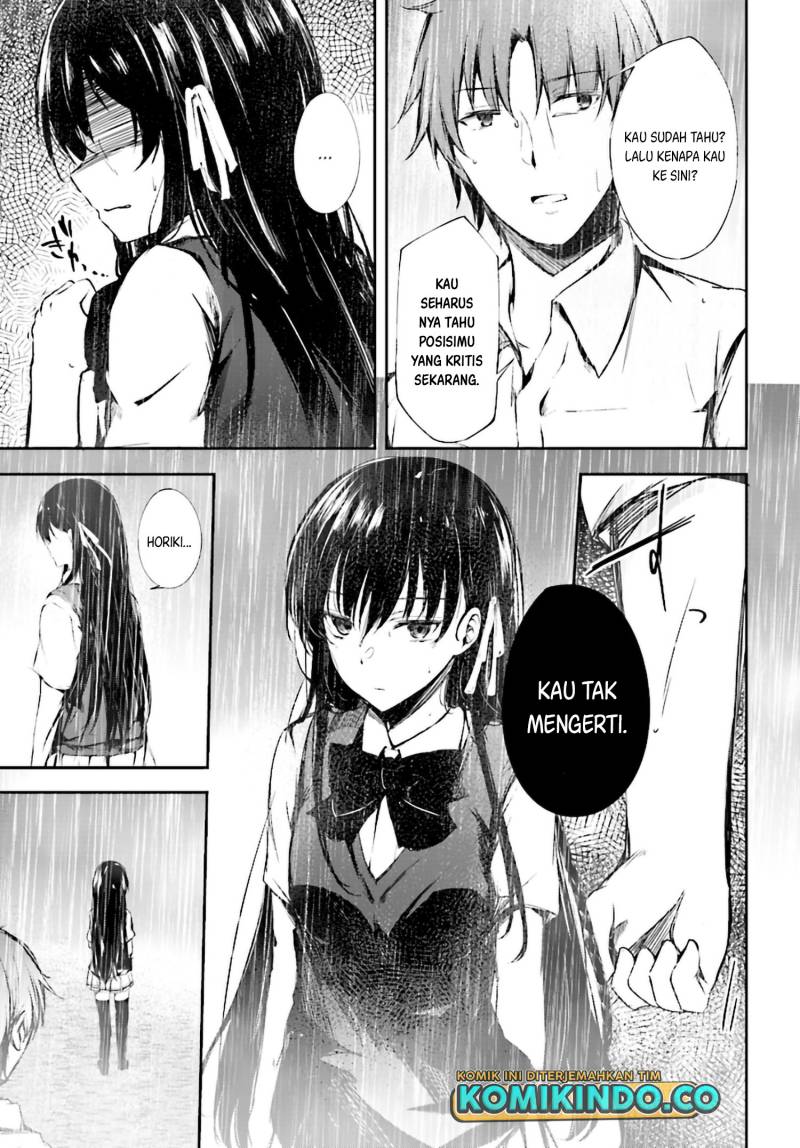 KAU SUDAH TAHU?
LALU KENAPA KAU
KE SINI?
KAU
SEHARUS
NYA TAHU
POSISIMU
YANG KRITIS
SEKARANG.
...
KAU TAK
MENGERTI.
HORIKI...
KOMIK INI DITERJEMAHKAN TIM
KOMIKINDO.CO